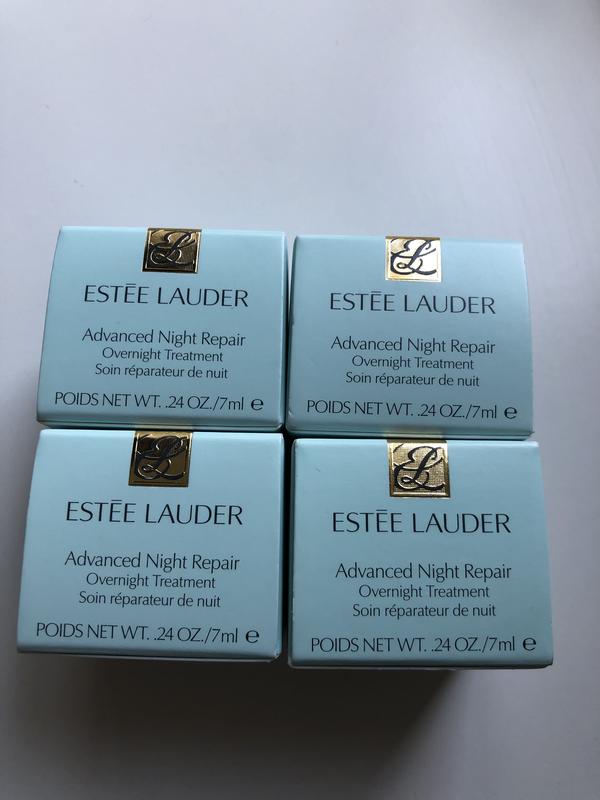 EL
ESTĒE LAUDER
Advanced Night Repair
Overnight Treatment
Soin réparateur de nuit
POIDS NET WT. .24 OZ./7ml ℮
EL
ESTĒE LAUDER
Advanced Night Repair
Overnight Treatment
Soin réparateur de nuit
POIDS NET WT. .24 OZ./7ml ℮
EL
ESTĒE LAUDER
Advanced Night Repair
Overnight Treatment
Soin réparateur de nuit
POIDS NET WT. .24 OZ./7ml ℮
EL
ESTĒE LAUDER
Advanced Night Repair
Overnight Treatment
Soin réparateur de nuit
POIDS NET WT. .24 OZ./7ml ℮